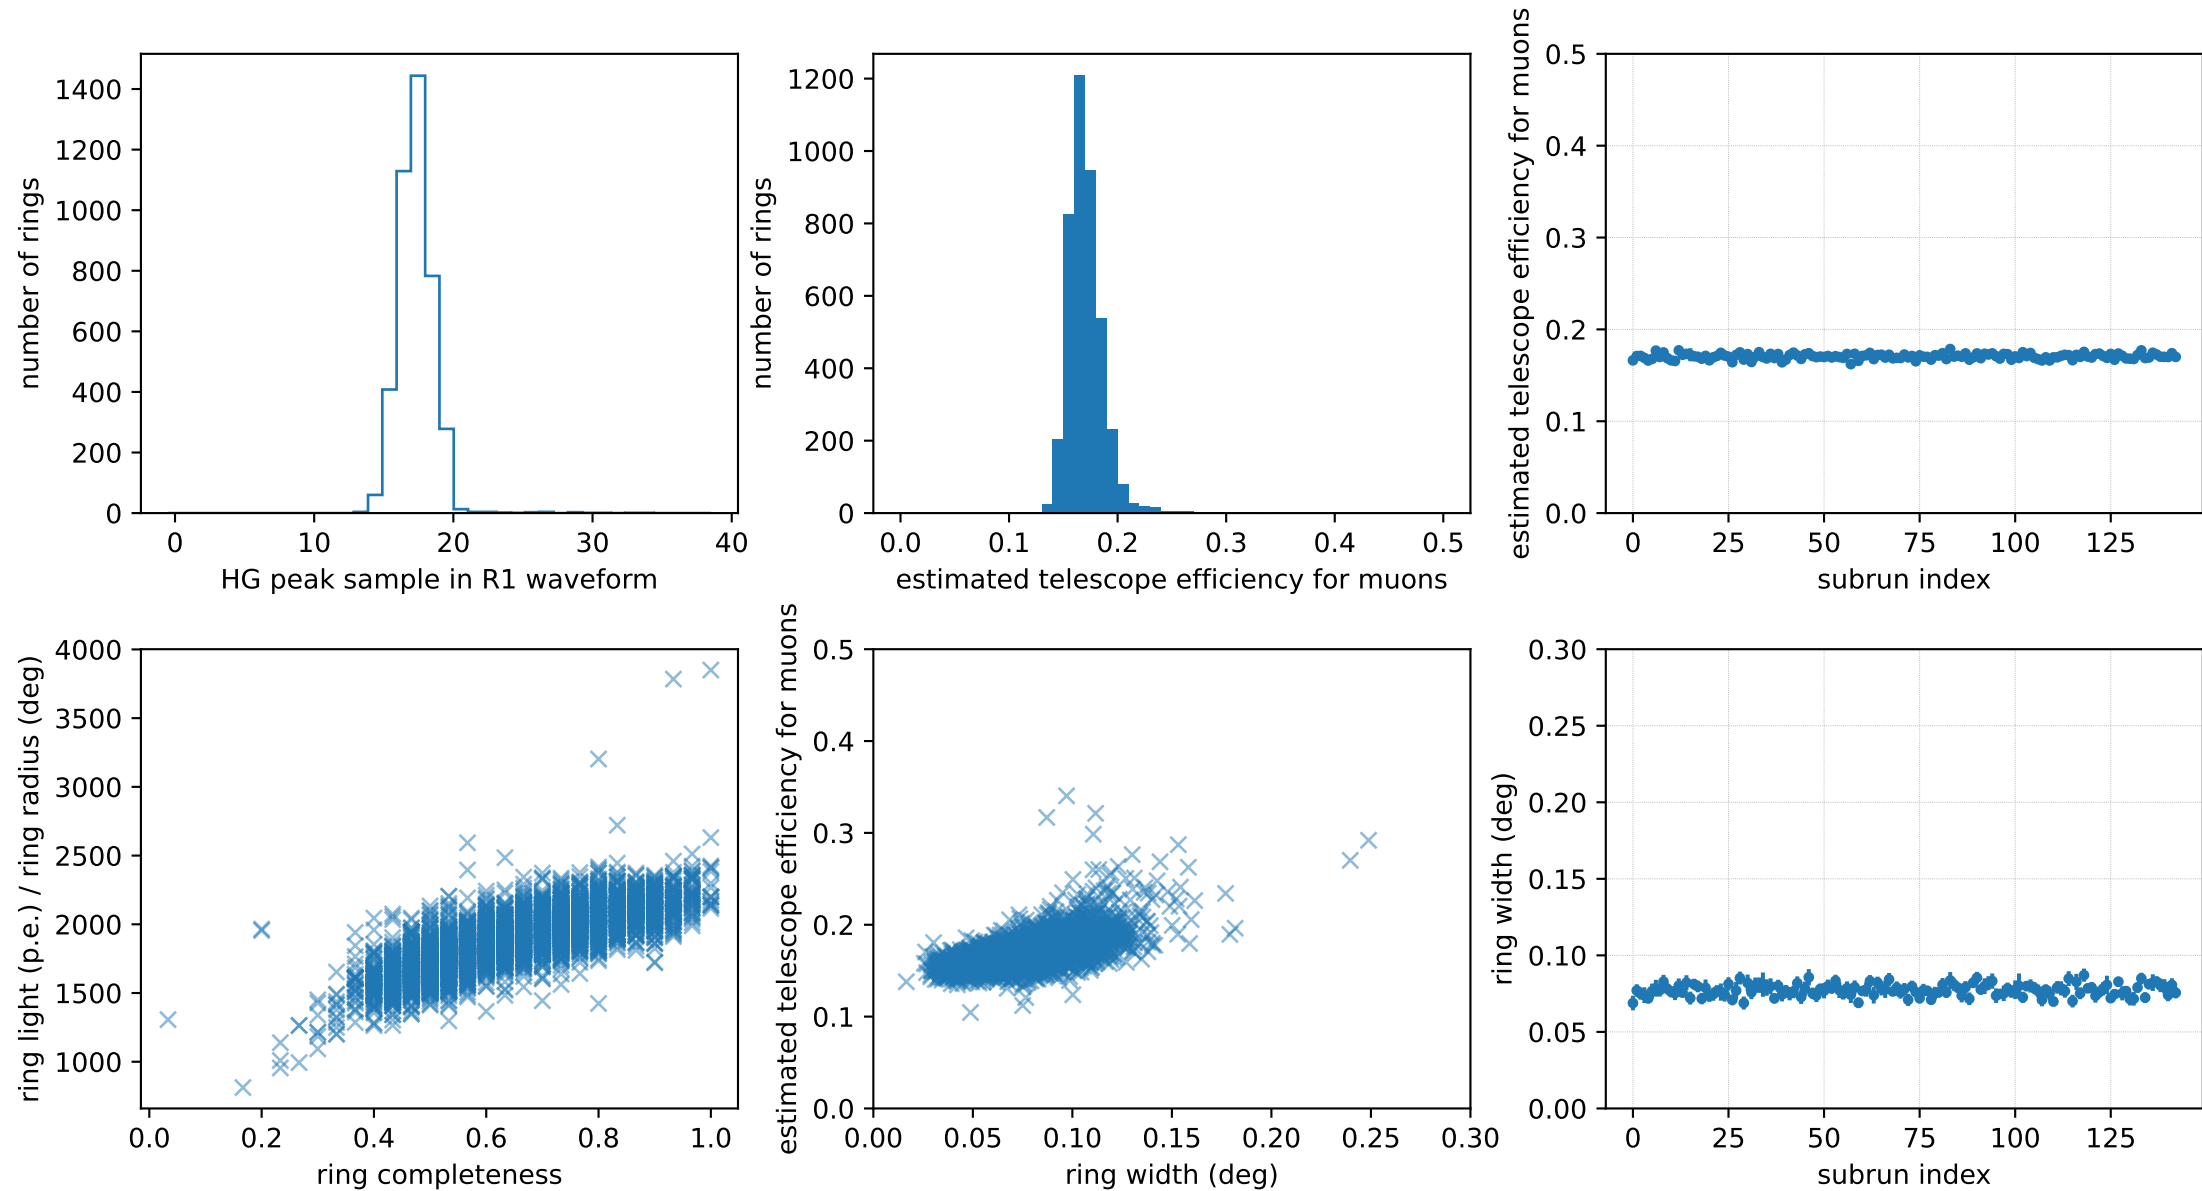 number of rings
1400
1200
1000
800
600
400
200
0
0 10 20 30 40
HG peak sample in R1 waveform
number of rings
1200
1000
800
600
400
200
0
0.0 0.1 0.2 0.3 0.4 0.5
estimated telescope efficiency for muons
estimated telescope efficiency for muons
0.5
0.4
0.3
0.2
0.1
0.0
0 25 50 75 100 125
subrun index
ring light (p.e.) / ring radius (deg)
4000
3500
3000
2500
2000
1500
1000
0.0 0.2 0.4 0.6 0.8 1.0
ring completeness
estimated telescope efficiency for muons
0.5
0.4
0.3
0.2
0.1
0.0
0.00 0.05 0.10 0.15 0.20 0.25 0.30
ring width (deg)
ring width (deg)
0.30
0.25
0.20
0.15
0.10
0.05
0.00
0 25 50 75 100 125
subrun index